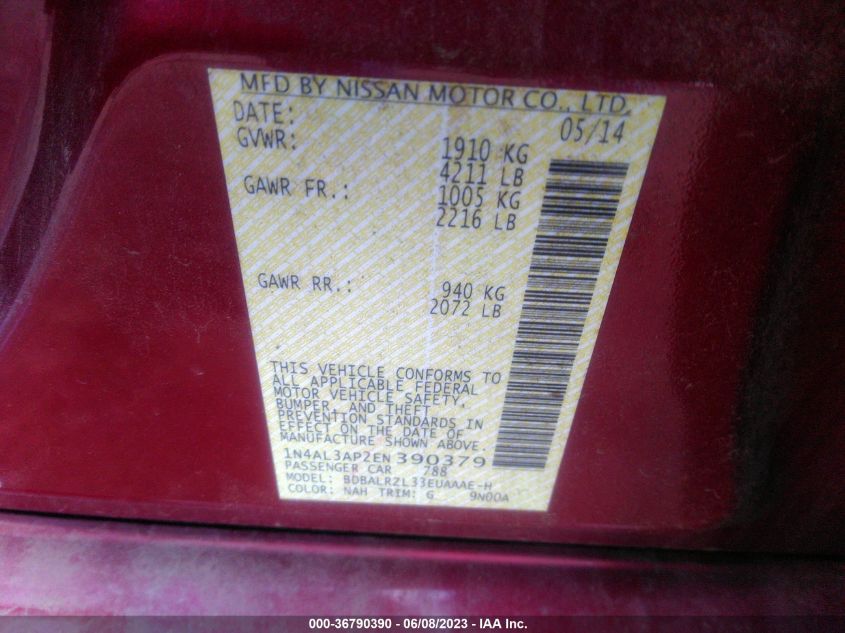 MFD BY NISSAN MOTOR CO., LTD.
DATE: 05/14
GVWR: 1910 KG
4211 LB
GAWR FR.: 1005 KG
2216 LB
GAWR RR.: 940 KG
2072 LB
THIS VEHICLE CONFORMS TO
ALL APPLICABLE FEDERAL
MOTOR VEHICLE SAFETY,
BUMPER, AND THEFT
PREVENTION STANDARDS IN
EFFECT ON THE DATE OF
MANUFACTURE SHOWN ABOVE
1N4AL3AP2EN390379
PASSENGER CAR 788
MODEL: BDBALRZL33EUAAAE-H
COLOR: NAH TRIM: G 9N00A
000-36790390 - 06/08/2023 - IAA Inc.